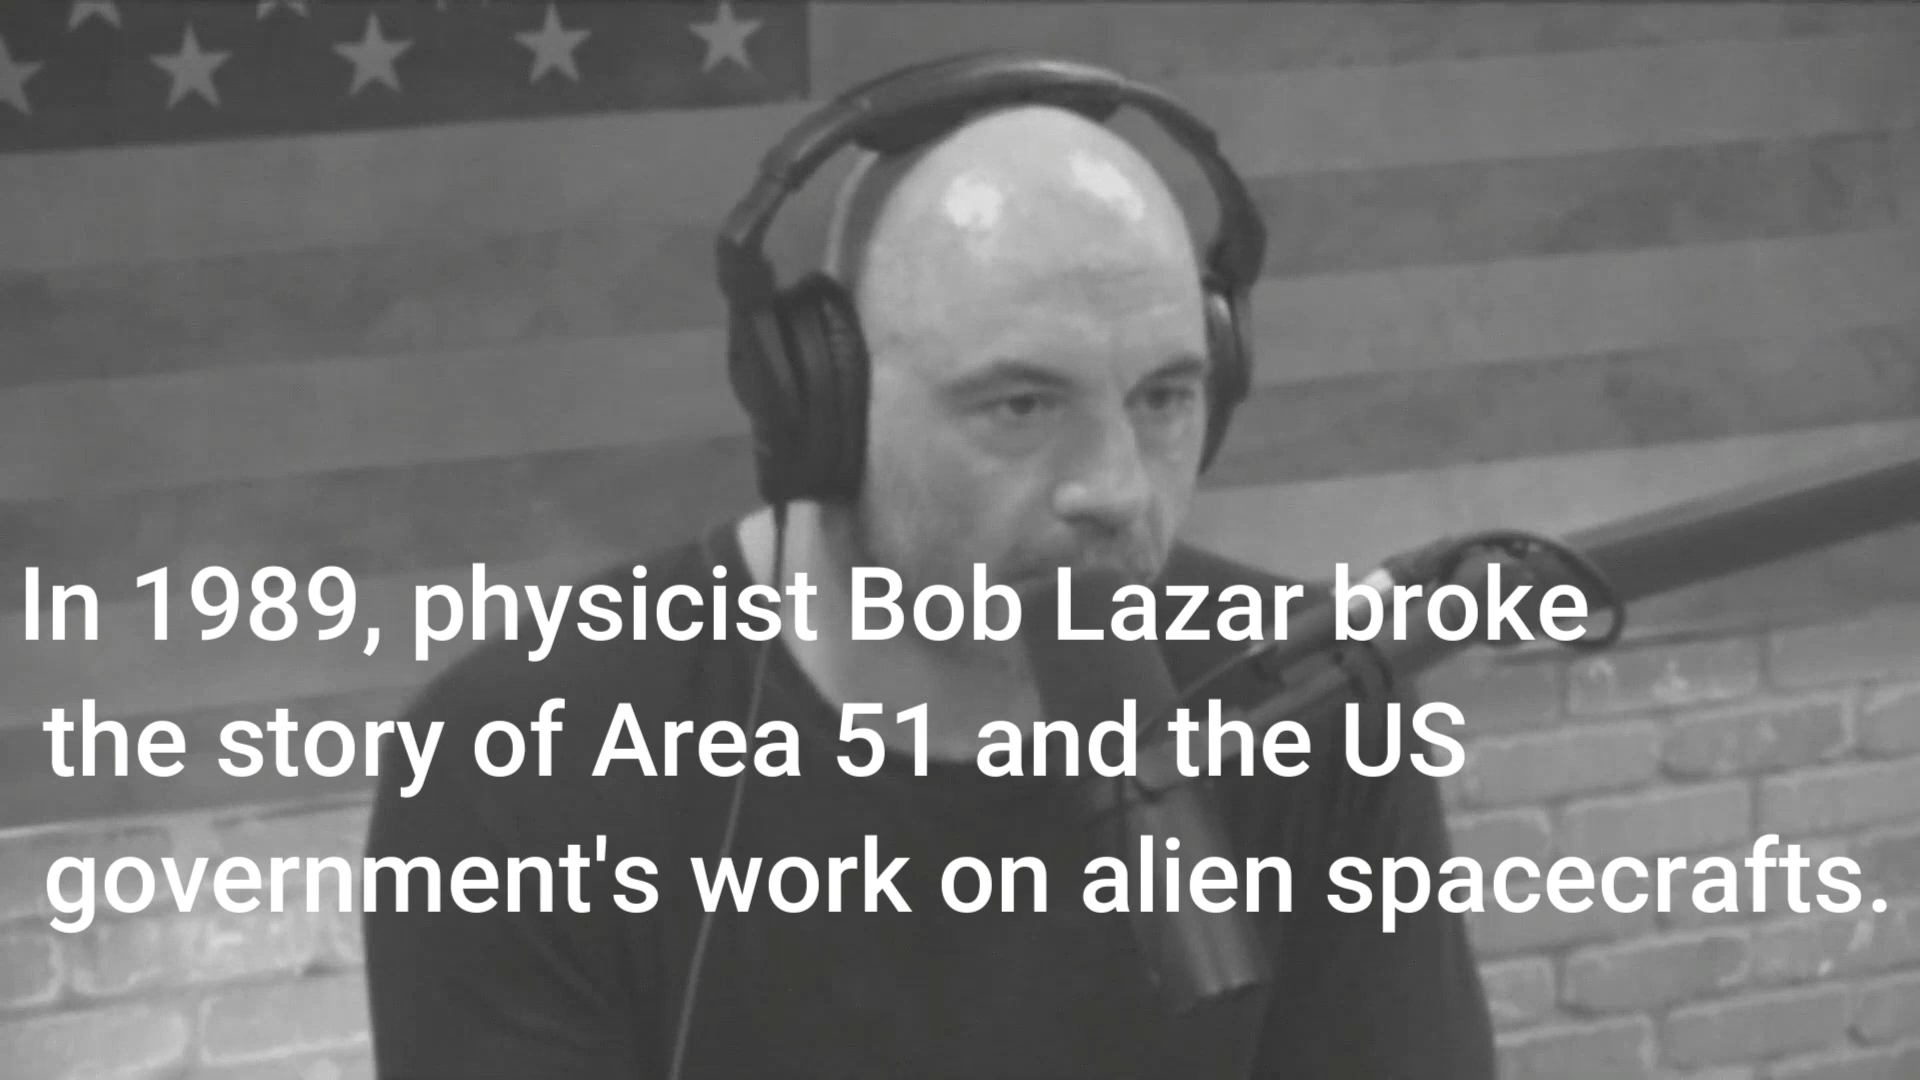 In 1989, physicist Bob Lazar broke
the story of Area 51 and the US
government's work on alien spacecrafts.